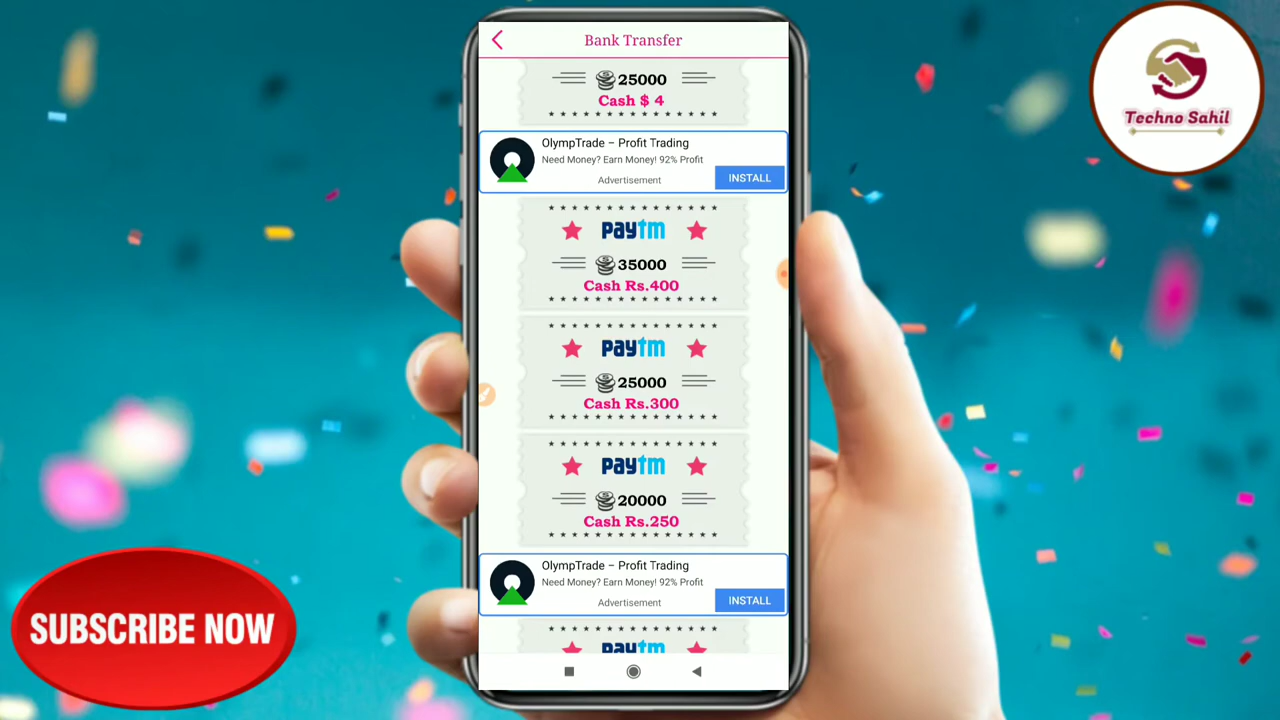 Bank Transfer
25000
Cash $ 4
OlympTrade – Profit Trading
Need Money? Earn Money! 92% Profit
Advertisement
INSTALL
paytm
35000
Cash Rs.400
paytm
25000
Cash Rs.300
paytm
20000
Cash Rs.250
OlympTrade – Profit Trading
Need Money? Earn Money! 92% Profit
Advertisement
INSTALL
paytm
Techno Sahil
SUBSCRIBE NOW